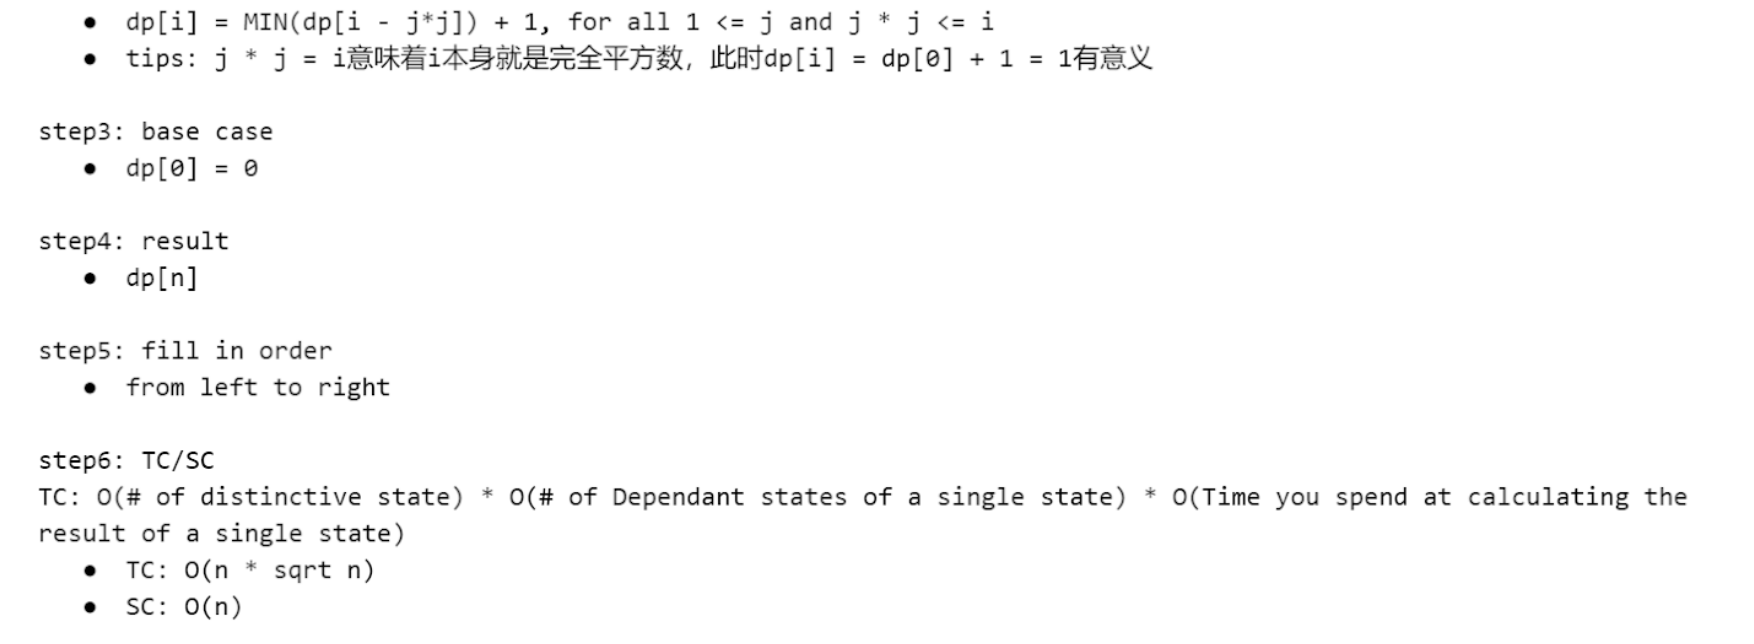 ● dp[i] = MIN(dp[i - j*j]) + 1, for all 1 <= j and j * j <= i
● tips: j * j = i意味着i本身就是完全平方数，此时dp[i] = dp[0] + 1 = 1有意义
step3: base case
● dp[0] = 0
step4: result
● dp[n]
step5: fill in order
● from left to right
step6: TC/SC
TC: O(# of distinctive state) * O(# of Dependant states of a single state) * O(Time you spend at calculating the
result of a single state)
● TC: O(n * sqrt n)
● SC: O(n)